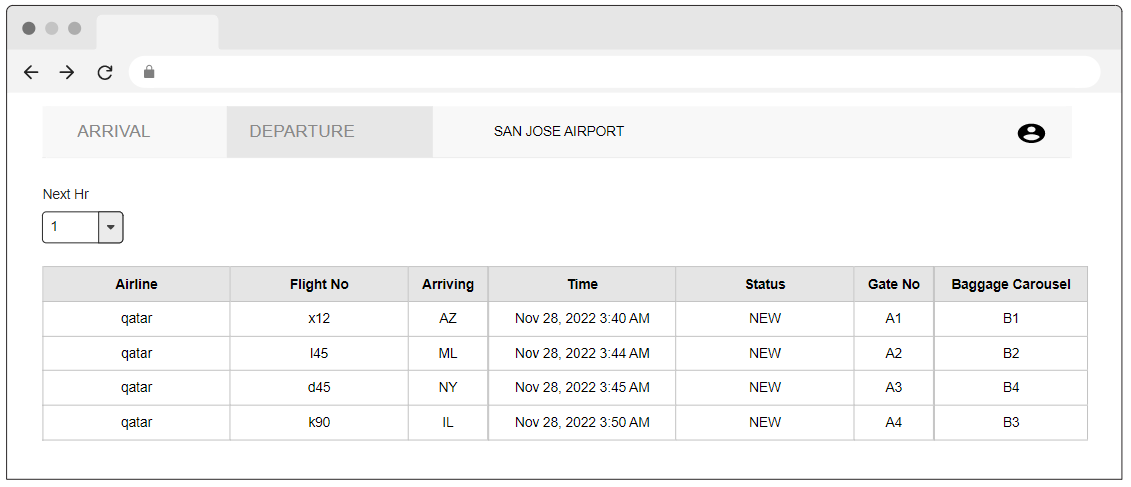 ARRIVAL DEPARTURE SAN JOSE AIRPORT
Next Hr
1
Airline Flight No Arriving Time Status Gate No Baggage Carousel
qatar x12 AZ Nov 28, 2022 3:40 AM NEW A1 B1
qatar l45 ML Nov 28, 2022 3:44 AM NEW A2 B2
qatar d45 NY Nov 28, 2022 3:45 AM NEW A3 B4
qatar k90 IL Nov 28, 2022 3:50 AM NEW A4 B3